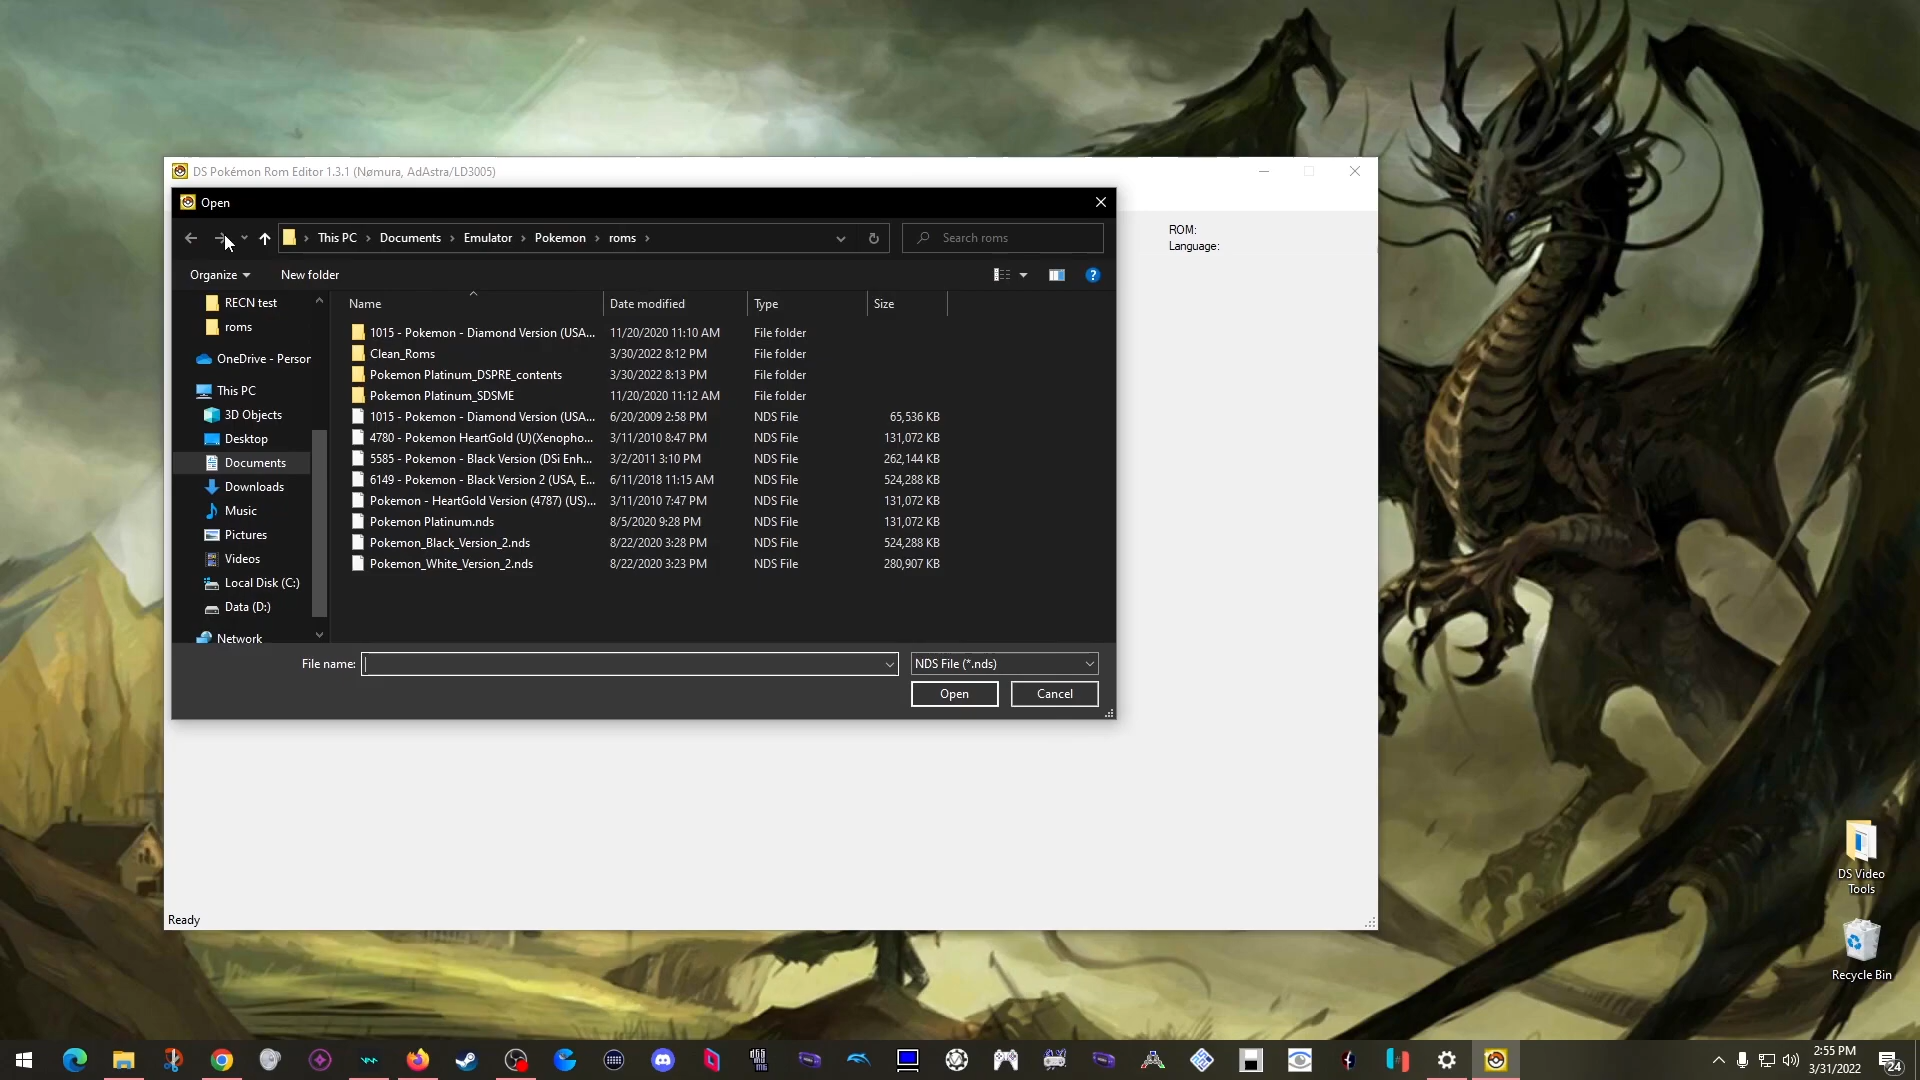 DS Pokémon Rom Editor 1.3.1 (Nømura, AdAstra/LD3005)
Open
This PC > Documents > Emulator > Pokemon > roms >
Search roms
ROM:
Language:
Organize
New folder
RECN test
roms
OneDrive - Person
This PC
3D Objects
Desktop
Documents
Downloads
Music
Pictures
Videos
Local Disk (C:)
Data (D:)
Network
Name Date modified Type Size
1015 - Pokemon - Diamond Version (USA... 11/20/2020 11:10 AM File folder
Clean_Roms 3/30/2022 8:12 PM File folder
Pokemon Platinum_DSPRE_contents 3/30/2022 8:13 PM File folder
Pokemon Platinum_SDSME 11/20/2020 11:12 AM File folder
1015 - Pokemon - Diamond Version (USA... 6/20/2009 2:58 PM NDS File 65,536 KB
4780 - Pokemon HeartGold (U)(Xenopho... 3/11/2010 8:47 PM NDS File 131,072 KB
5585 - Pokemon - Black Version (DSi Enh... 3/2/2011 3:10 PM NDS File 262,144 KB
6149 - Pokemon - Black Version 2 (USA, E... 6/11/2018 11:15 AM NDS File 524,288 KB
Pokemon - HeartGold Version (4787) (US)... 3/11/2010 7:47 PM NDS File 131,072 KB
Pokemon Platinum.nds 8/5/2020 9:28 PM NDS File 131,072 KB
Pokemon_Black_Version_2.nds 8/22/2020 3:28 PM NDS File 524,288 KB
Pokemon_White_Version_2.nds 8/22/2020 3:23 PM NDS File 280,907 KB
File name:
NDS File (*.nds)
Open
Cancel
Ready
DS Video
Tools
Recycle Bin
2:55 PM
3/31/2022
24